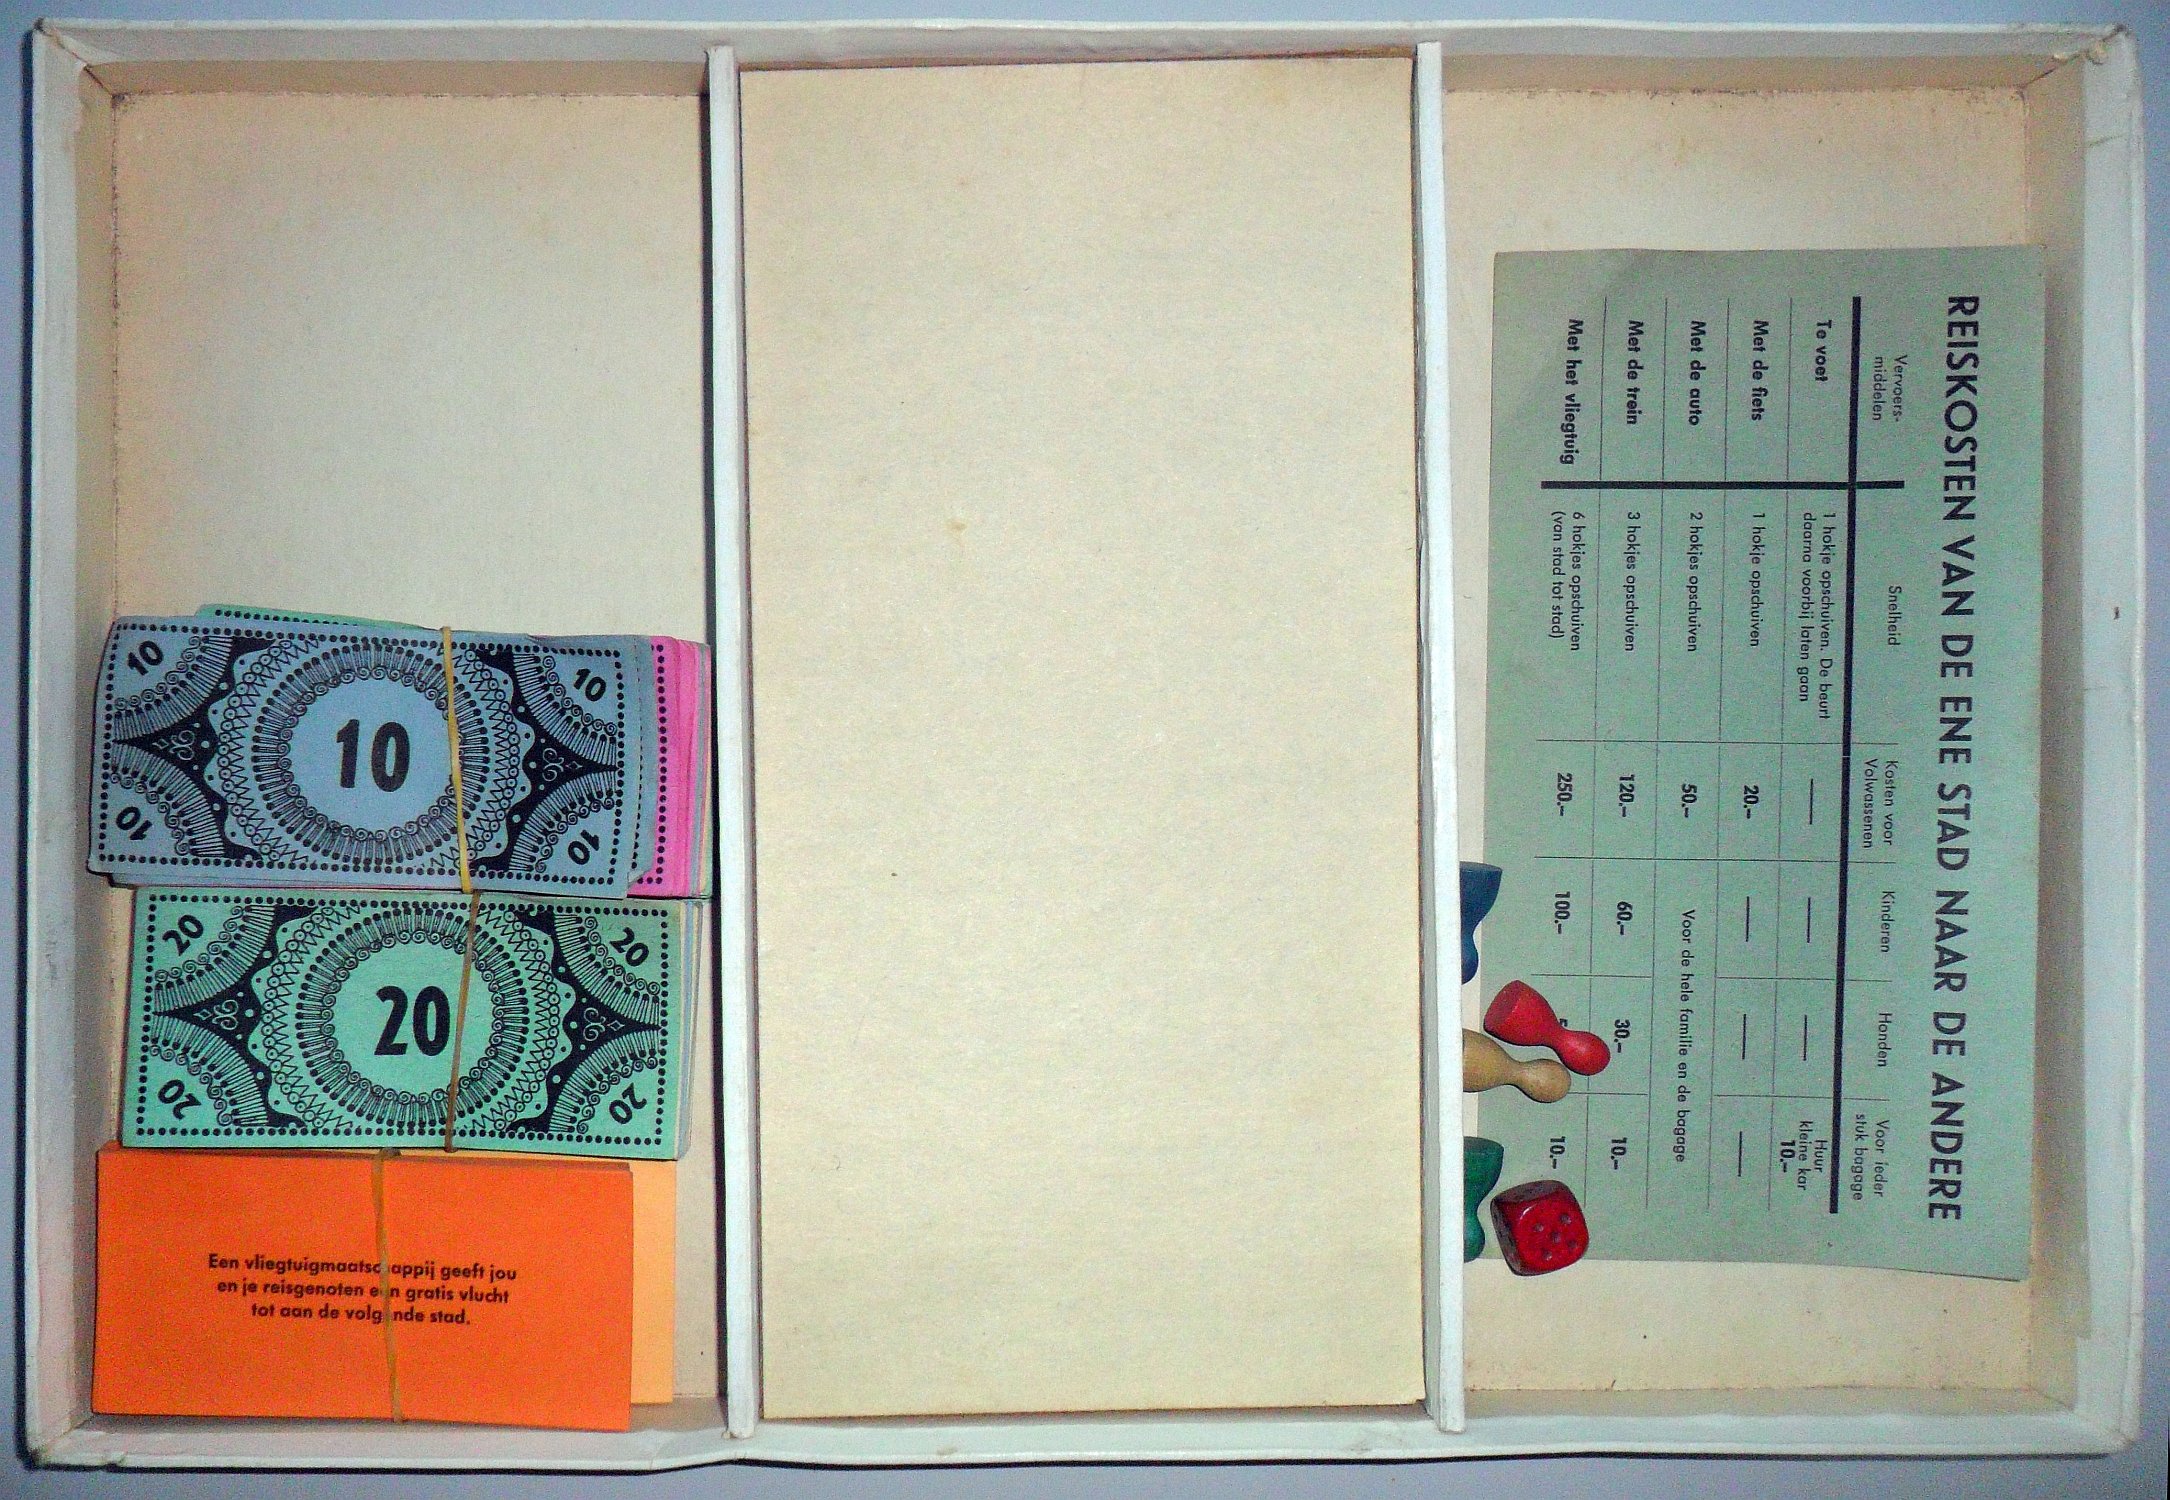 10
10
10
10
10
20
20
20
20
20
Een vliegtuigmaatschappij geeft jou
en je reisgenoten een gratis vlucht
tot aan de volgende stad.
REISKOSTEN VAN DE ENE STAD NAAR DE ANDERE
Vervoers-
middelen
Snelheid
Kosten voor
Volwassenen
Kinderen
Honden
Voor ieder
stuk bagage
Te voet
1 hokje opschuiven. De beurt
daarna voorbij laten gaan
—
—
—
Huur
kleine kar
10.-
Met de fiets
1 hokje opschuiven
20.-
—
—
—
Met de auto
2 hokjes opschuiven
50.-
Voor de hele familie en de bagage
Met de trein
3 hokjes opschuiven
120.-
60.-
30.-
10.-
Met het vliegtuig
6 hokjes opschuiven
(van stad tot stad)
250.-
100.-
10.-